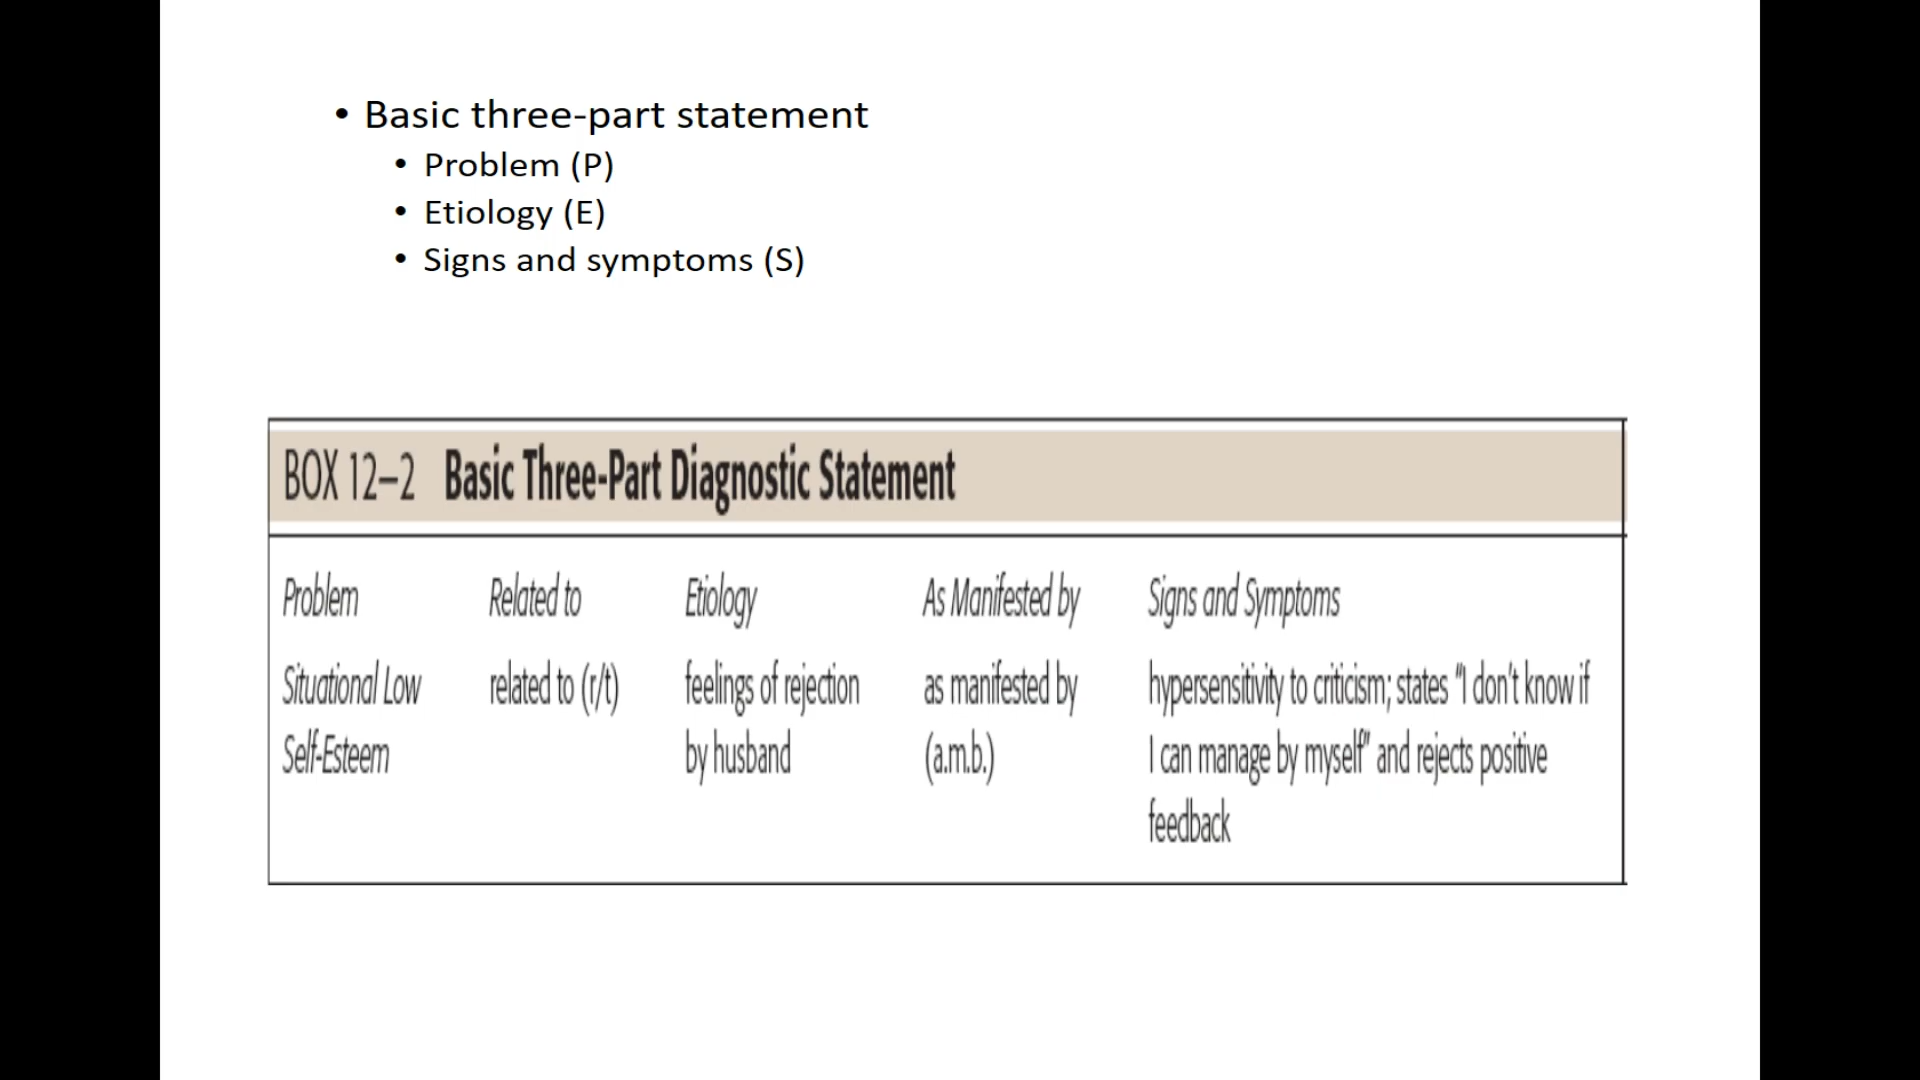 • Basic three-part statement
• Problem (P)
• Etiology (E)
• Signs and symptoms (S)
BOX 12–2 Basic Three-Part Diagnostic Statement
Problem Related to Etiology As Manifested by Signs and Symptoms
Situational Low related to (r/t) feelings of rejection as manifested by hypersensitivity to criticism; states "I don't know if
Self-Esteem by husband (a.m.b.) I can manage by myself" and rejects positive
feedback